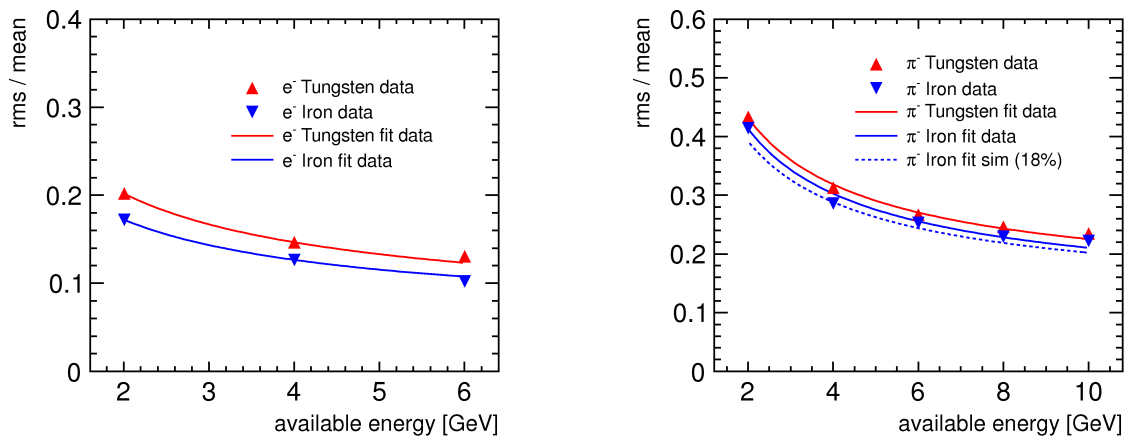 rms / mean
0.4
0.3
0.2
0.1
0
e⁻ Tungsten data
e⁻ Iron data
e⁻ Tungsten fit data
e⁻ Iron fit data
2 3 4 5 6
available energy [GeV]
rms / mean
0.6
0.5
0.4
0.3
0.2
0.1
0
π⁻ Tungsten data
π⁻ Iron data
π⁻ Tungsten fit data
π⁻ Iron fit data
π⁻ Iron fit sim (18%)
2 4 6 8 10
available energy [GeV]